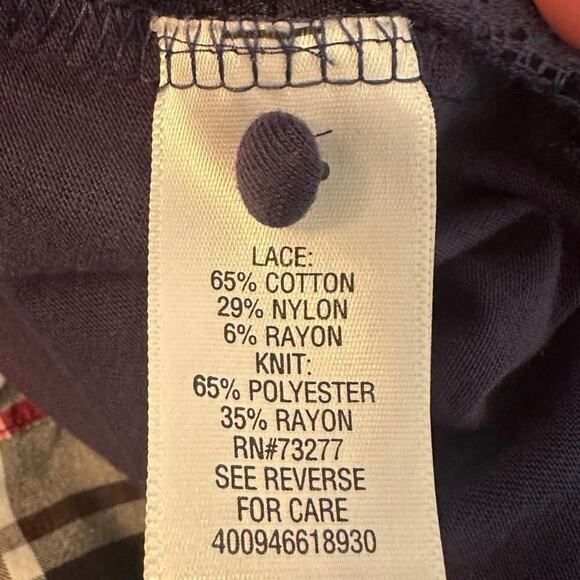 LACE:
65% COTTON
29% NYLON
6% RAYON
KNIT:
65% POLYESTER
35% RAYON
RN#73277
SEE REVERSE
FOR CARE
400946618930